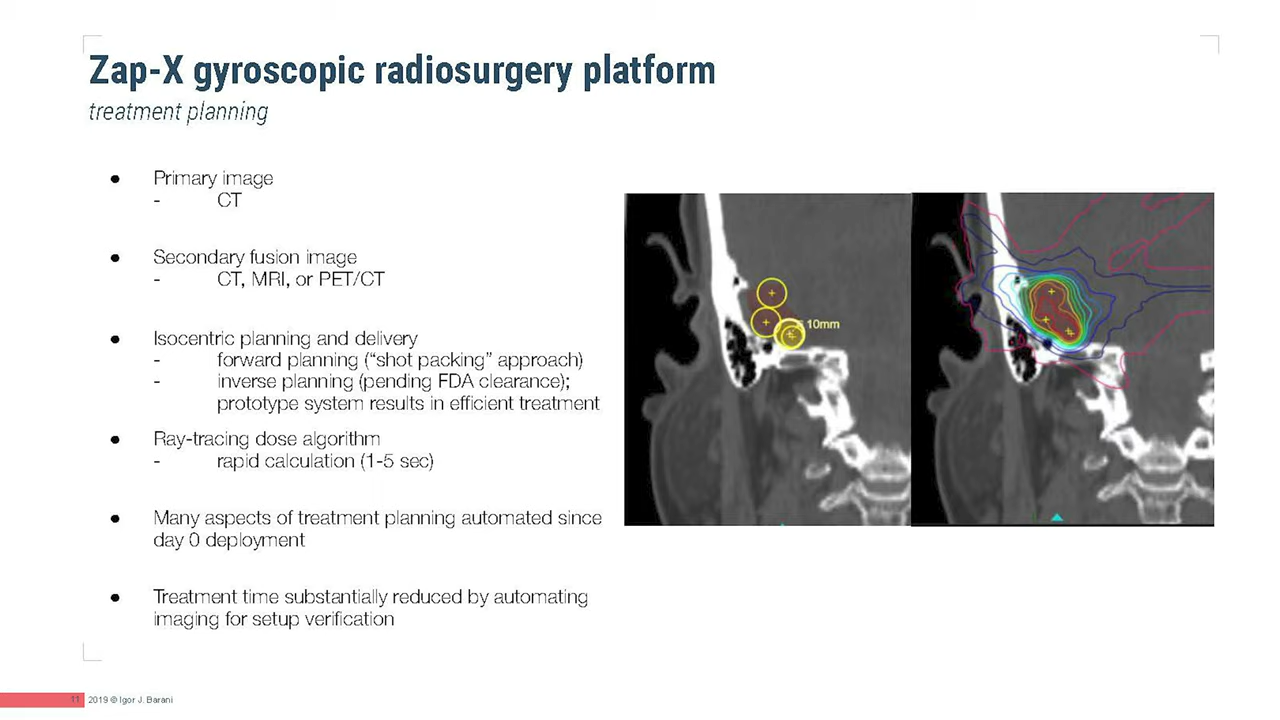 Zap-X gyroscopic radiosurgery platform
treatment planning
● Primary image
- CT
● Secondary fusion image
- CT, MRI, or PET/CT
● Isocentric planning and delivery
- forward planning (“shot packing” approach)
- inverse planning (pending FDA clearance);
prototype system results in efficient treatment
● Ray-tracing dose algorithm
- rapid calculation (1-5 sec)
● Many aspects of treatment planning automated since
day 0 deployment
● Treatment time substantially reduced by automating
imaging for setup verification
10mm
11 2019 © Igor J. Barani